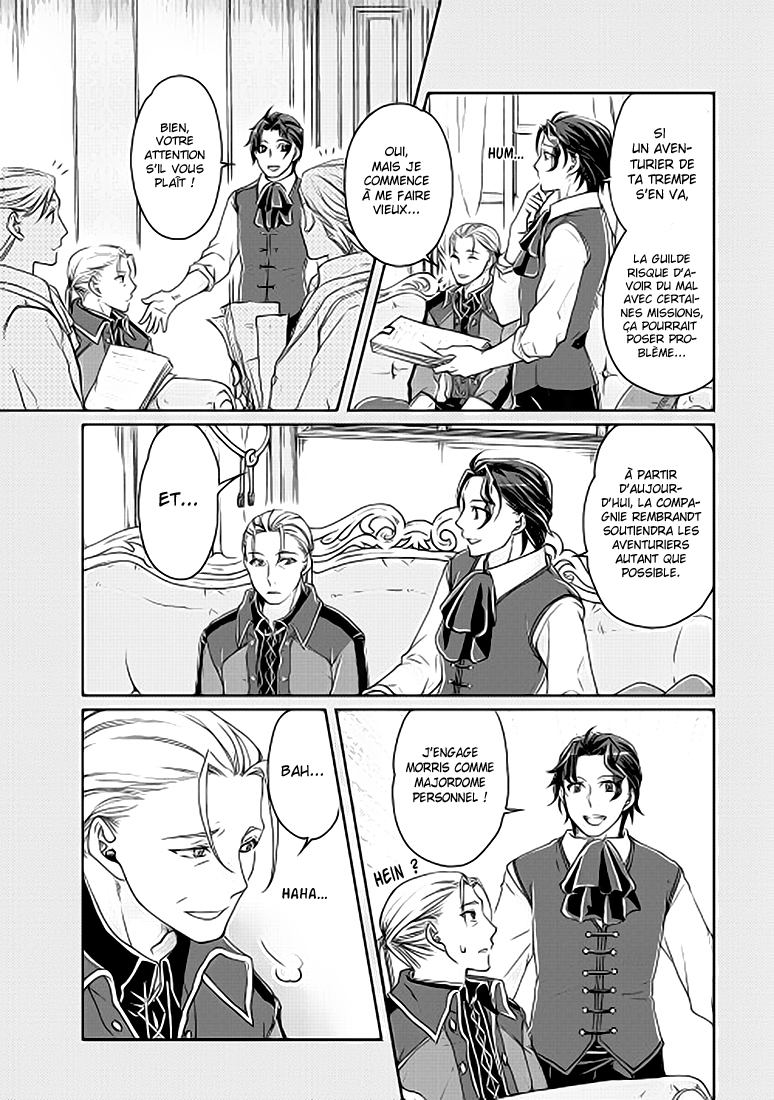 SI
UN AVEN-
TURIER DE
TA TREMPE
S'EN VA,
LA GUILDE
RISQUE D'A-
VOIR DU MAL
AVEC CERTAI-
NES MISSIONS,
ÇA POURRAIT
POSER PRO-
BLÈME...
HUM...
OUI,
MAIS JE
COMMENCE
À ME FAIRE
VIEUX...
BIEN,
VOTRE
ATTENTION
S'IL VOUS
PLAÎT !
À PARTIR
D'AUJOUR-
D'HUI, LA COMPA-
GNIE REMBRANDT
SOUTIENDRA LES
AVENTURIERS
AUTANT QUE
POSSIBLE.
ET...
J'ENGAGE
MORRIS COMME
MAJORDOME
PERSONNEL !
HEIN ?
BAH...
HAHA...